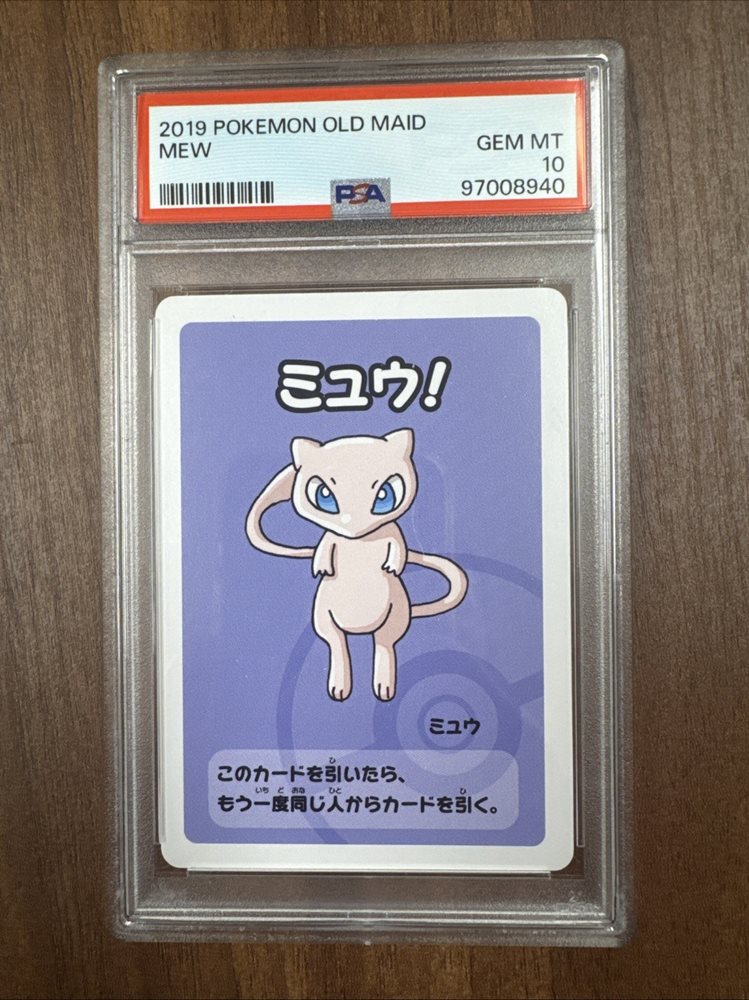 2019 POKEMON OLD MAID
MEW
GEM MT
10
PSA
97008940
ミュウ!
ミュウ
このカードを引いたら、
もう一度同じ人からカードを引く。